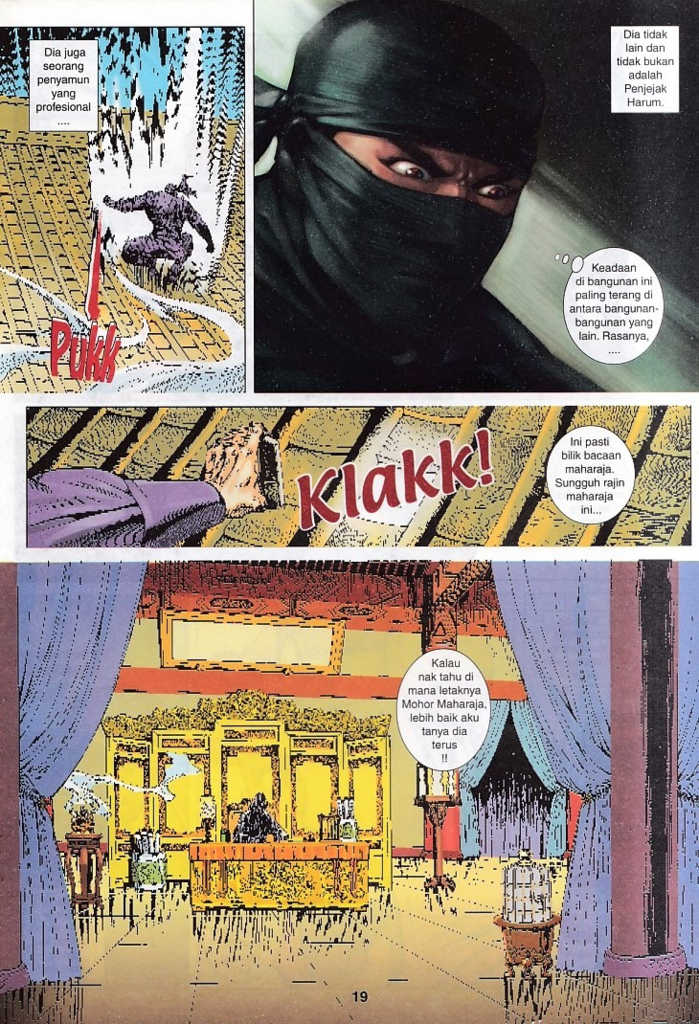 Dia juga
seorang
penyamun
yang
profesional
....
Pukk
Dia tidak
lain dan
tidak bukan
adalah
Penjejak
Harum.
Keadaan
di bangunan ini
paling terang di
antara bangunan-
bangunan yang
lain. Rasanya,
....
Klakk!
Ini pasti
bilik bacaan
maharaja.
Sungguh rajin
maharaja
ini...
Kalau
nak tahu di
mana letaknya
Mohor Maharaja,
lebih baik aku
tanya dia
terus
!!
19